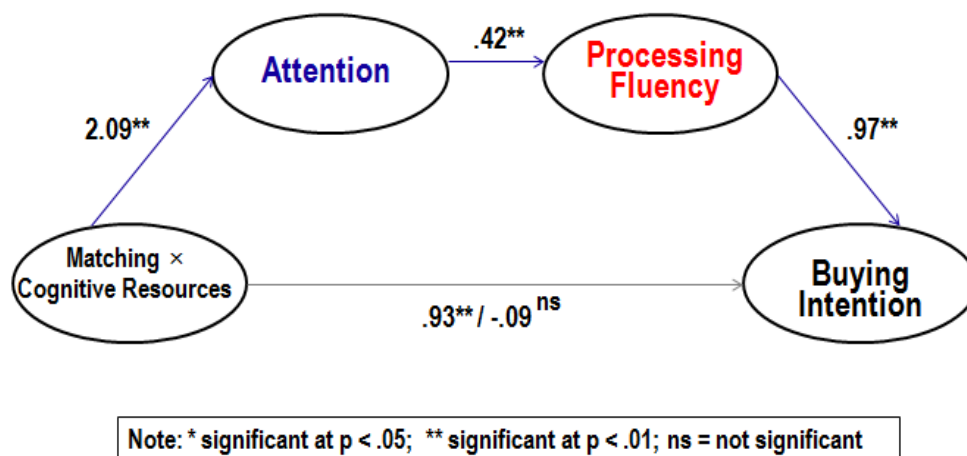 Attention
.42**
Processing
Fluency
2.09**
.97**
Matching ×
Cognitive Resources
.93** / -.09 ns
Buying
Intention
Note: * significant at p < .05; ** significant at p < .01; ns = not significant